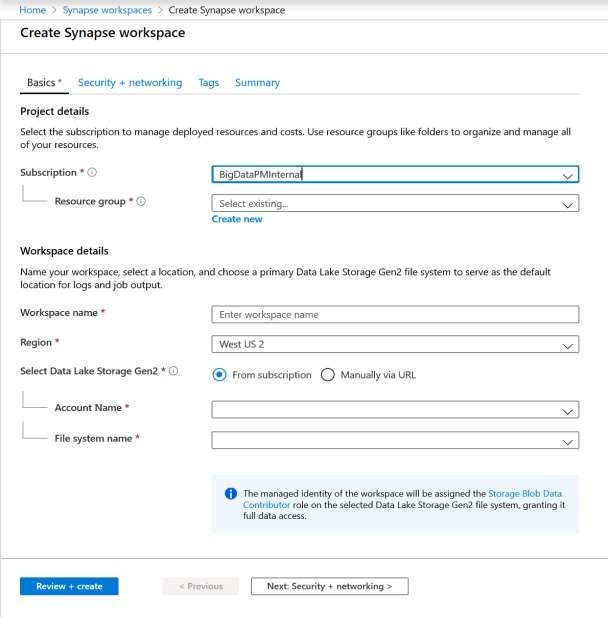 Home > Synapse workspaces > Create Synapse workspace
Create Synapse workspace
Basics * Security + networking Tags Summary
Project details
Select the subscription to manage deployed resources and costs. Use resource groups like folders to organize and manage all
of your resources.
Subscription *
BigDataPMInternal
Resource group *
Select existing...
Create new
Workspace details
Name your workspace, select a location, and choose a primary Data Lake Storage Gen2 file system to serve as the default
location for logs and job output.
Workspace name *
Enter workspace name
Region *
West US 2
Select Data Lake Storage Gen2 *
From subscription Manually via URL
Account Name *
File system name *
The managed identity of the workspace will be assigned the Storage Blob Data
Contributor role on the selected Data Lake Storage Gen2 file system, granting it
full data access.
Review + create < Previous Next: Security + networking >